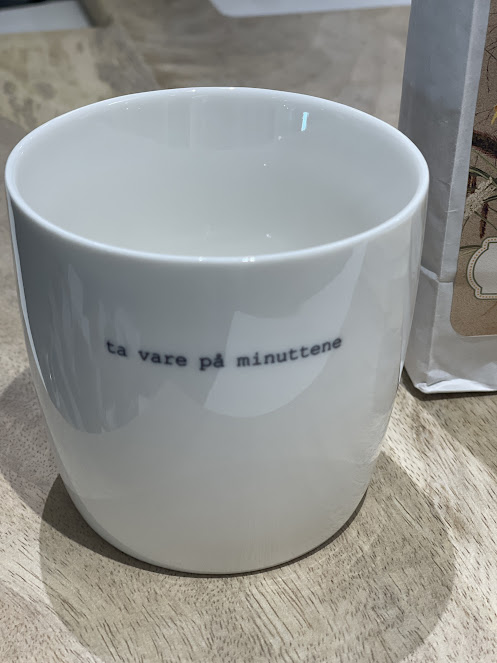 ta vare på minuttene